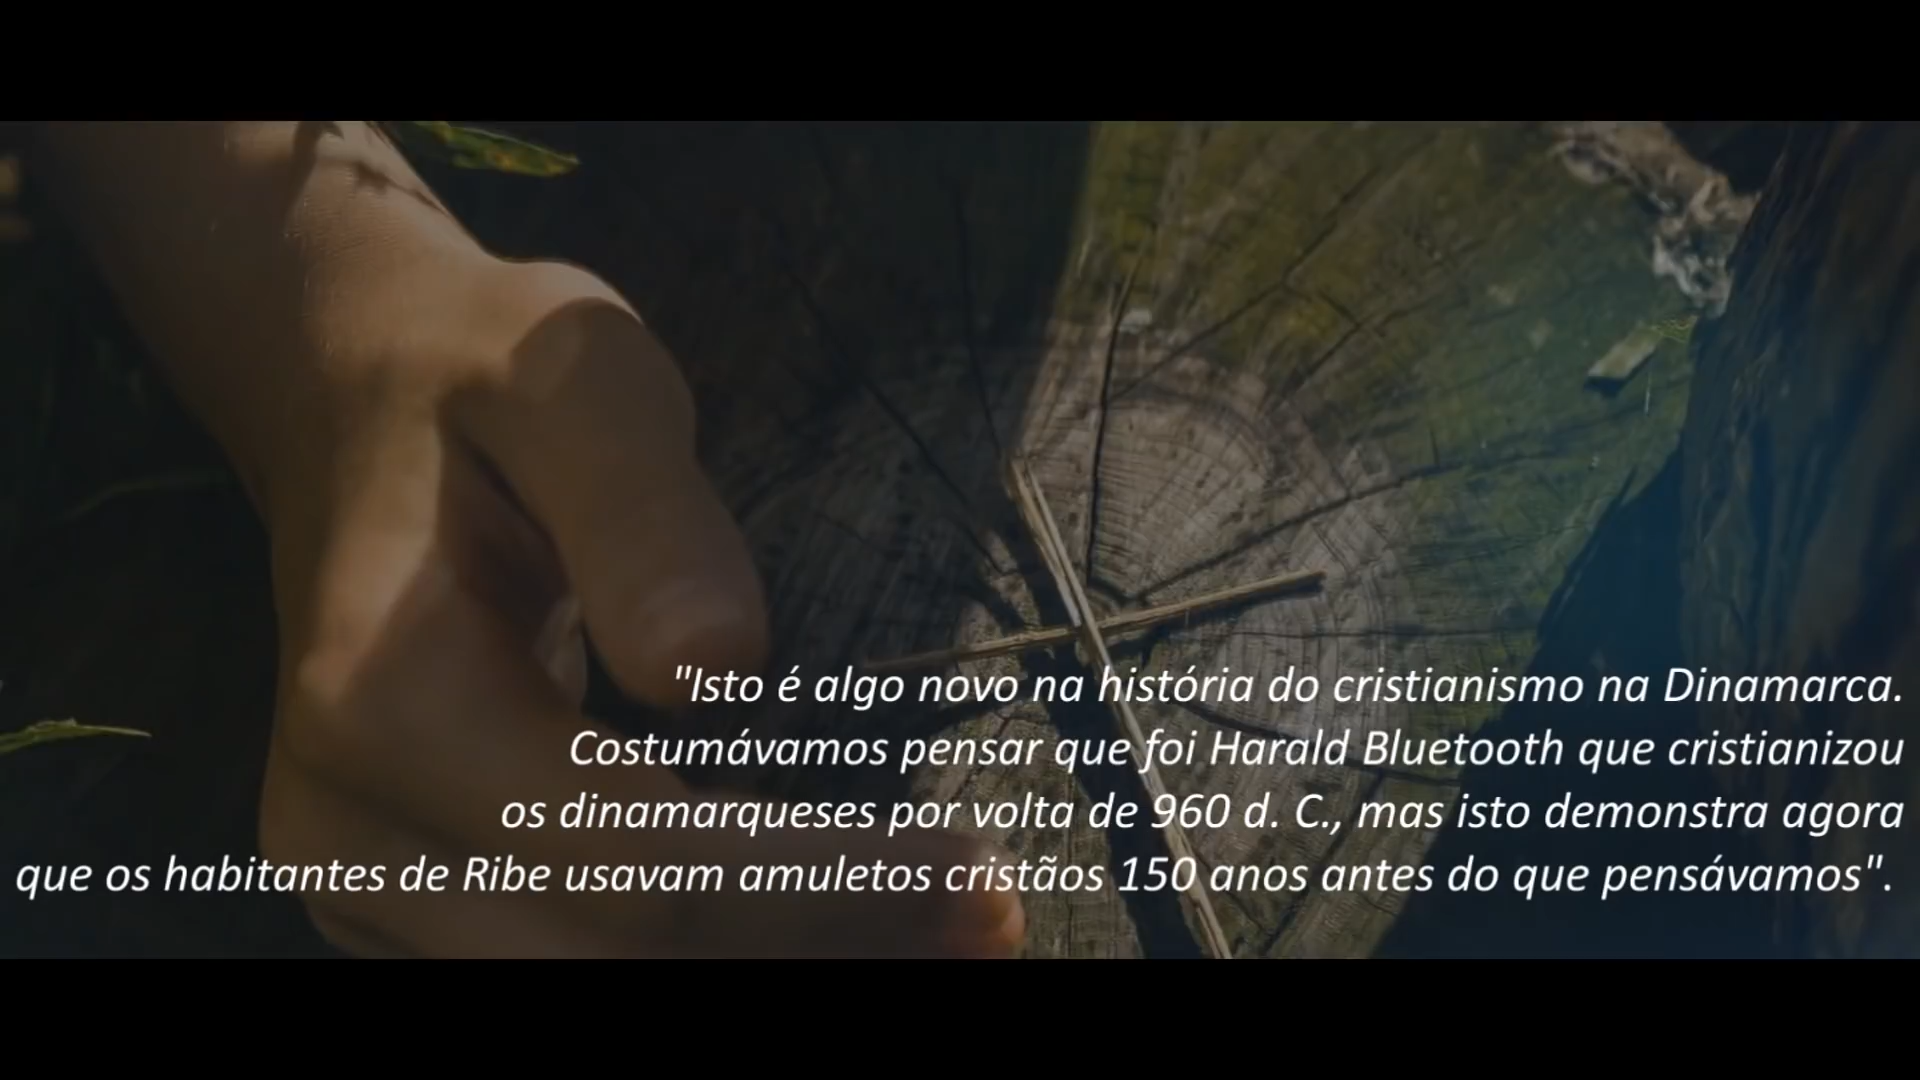 "Isto é algo novo na história do cristianismo na Dinamarca.
Costumávamos pensar que foi Harald Bluetooth que cristianizou
os dinamarqueses por volta de 960 d. C., mas isto demonstra agora
que os habitantes de Ribe usavam amuletos cristãos 150 anos antes do que pensávamos".